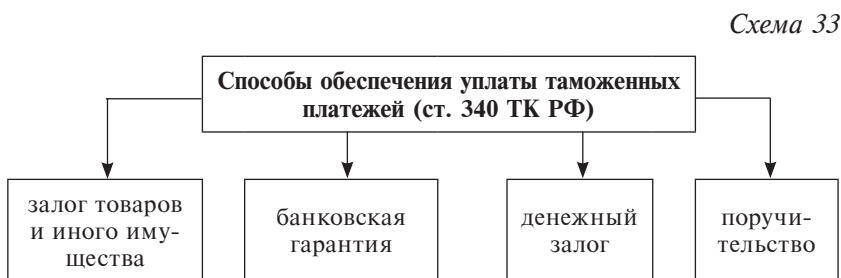 Схема 33
Способы обеспечения уплаты таможенных
платежей (ст. 340 ТК РФ)
залог товаров
и иного иму-
щества
банковская
гарантия
денежный
залог
поручи-
тельство